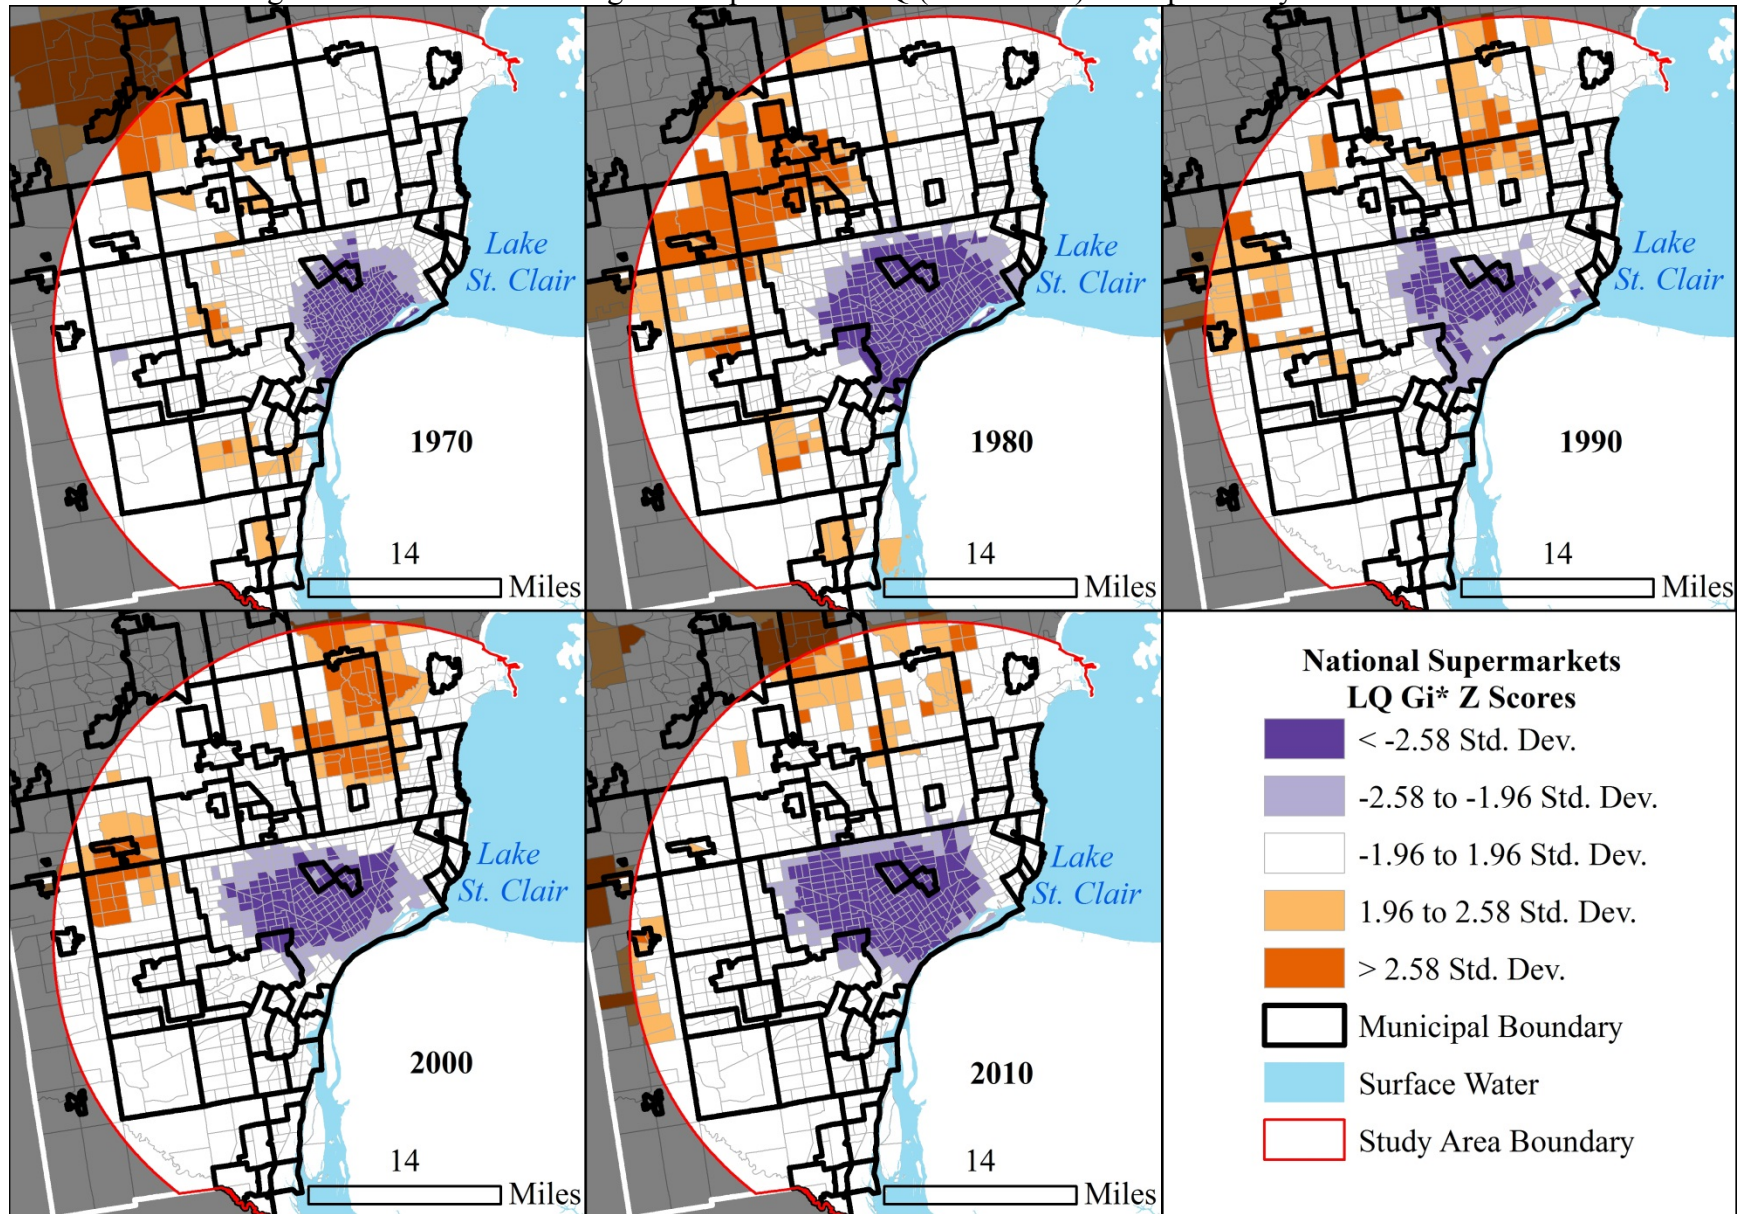 Lake
St. Clair
1970
14
Miles
Lake
St. Clair
1980
14
Miles
Lake
St. Clair
1990
14
Miles
Lake
St. Clair
2000
14
Miles
Lake
St. Clair
2010
14
Miles
National Supermarkets
LQ Gi* Z Scores
< -2.58 Std. Dev.
-2.58 to -1.96 Std. Dev.
-1.96 to 1.96 Std. Dev.
1.96 to 2.58 Std. Dev.
> 2.58 Std. Dev.
Municipal Boundary
Surface Water
Study Area Boundary